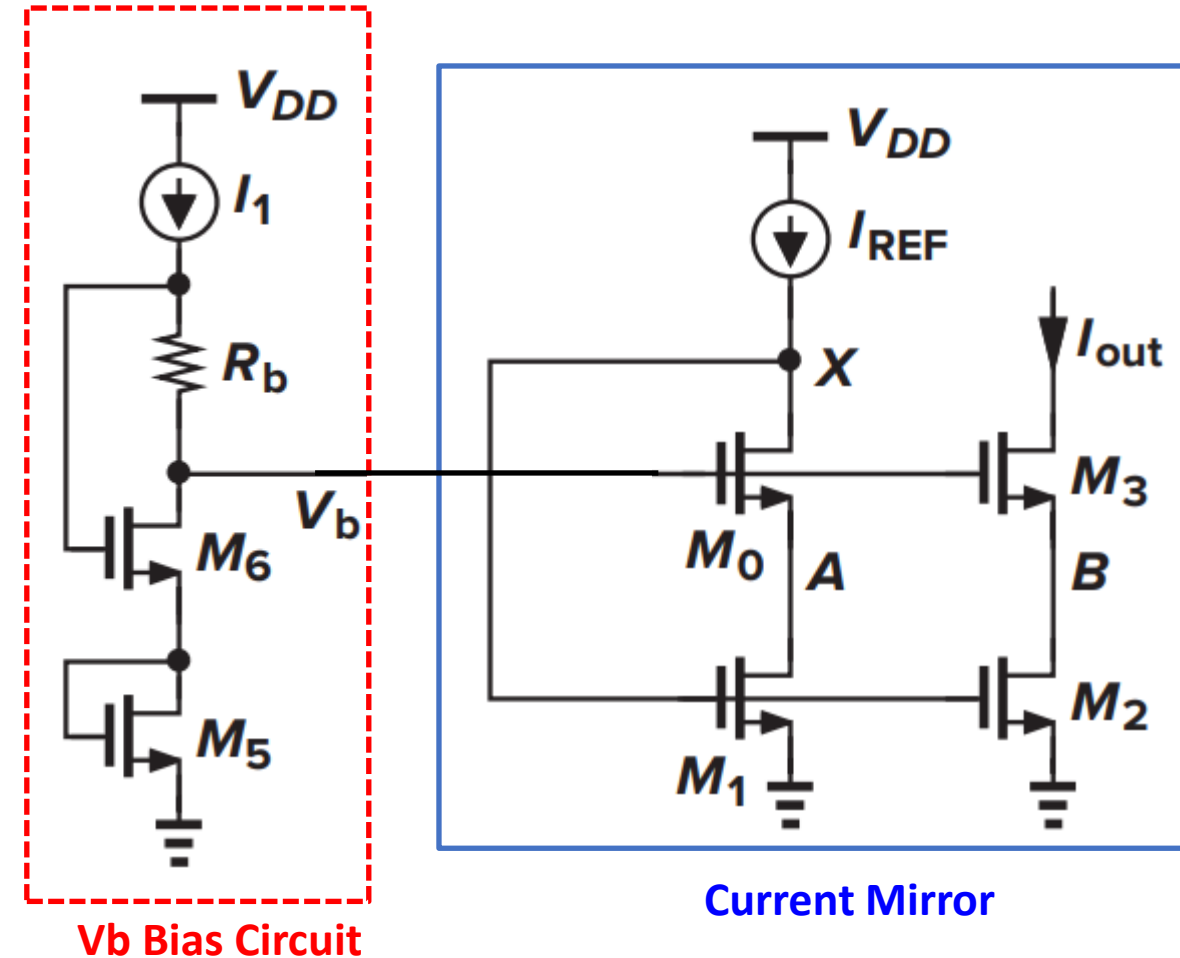 VDD
I1
Rb
Vb
M6
M5
Vb Bias Circuit
VDD
IREF
X
Iout
M3
M0
A
B
M2
M1
Current Mirror